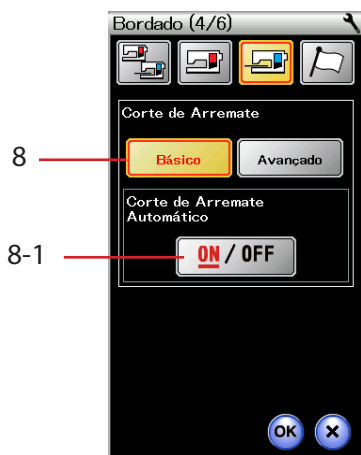 Bordado (4/6)
Corte de Arremate
8
Básico
Avançado
Corte de Arremate
Automático
8-1
ON / OFF
OK